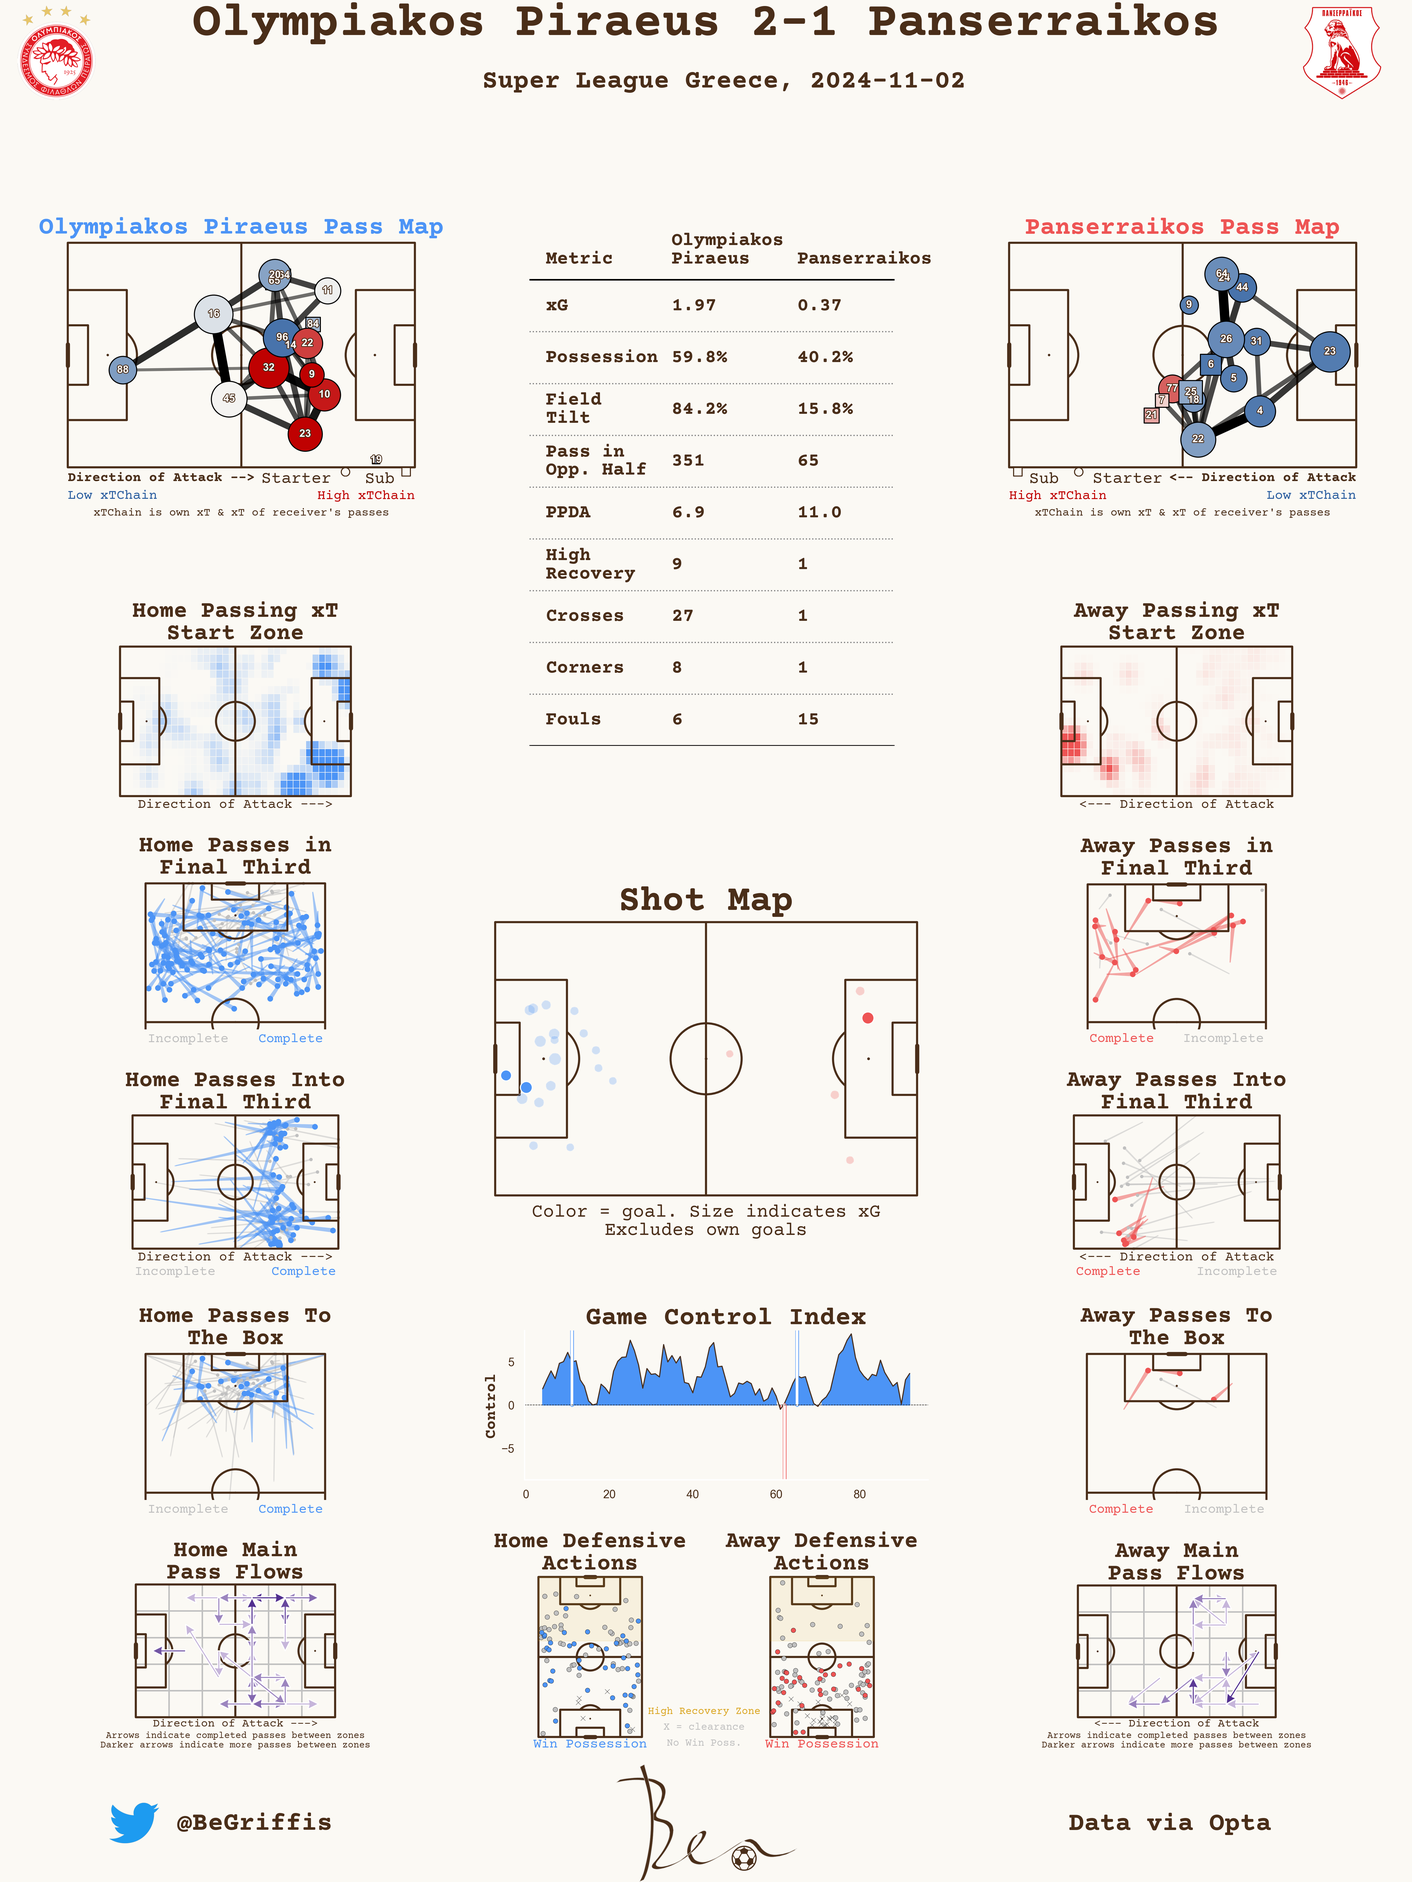 Olympiakos Piraeus 2-1 Panserraikos
Super League Greece, 2024-11-02
ΣΥΝΔΕΣΜΟΣ ΦΙΛΑΘΛΩΝ ΠΕΙΡΑΙΩΣ
ΟΛΥΜΠΙΑΚΟΣ
1925
ΠΑΝΣΕΡΡΑΪΚΟΣ
-1946-
Olympiakos Piraeus Pass Map
20
65
11
16
84
96
14
22
88
32
9
10
45
23
19
Direction of Attack --> Starter Sub
Low xTChain High xTChain
xTChain is own xT & xT of receiver's passes
Metric Olympiakos Piraeus Panserraikos
xG 1.97 0.37
Possession 59.8% 40.2%
Field Tilt 84.2% 15.8%
Pass in Opp. Half 351 65
PPDA 6.9 11.0
High Recovery 9 1
Crosses 27 1
Corners 8 1
Fouls 6 15
Panserraikos Pass Map
64
44
9
26
31
23
6
5
77
25
7
18
21
4
22
Sub Starter <-- Direction of Attack
High xTChain Low xTChain
xTChain is own xT & xT of receiver's passes
Home Passing xT
Start Zone
Direction of Attack --->
Away Passing xT
Start Zone
<--- Direction of Attack
Home Passes in
Final Third
Incomplete Complete
Away Passes in
Final Third
Complete Incomplete
Shot Map
Color = goal. Size indicates xG
Excludes own goals
Home Passes Into
Final Third
Direction of Attack --->
Incomplete Complete
Away Passes Into
Final Third
<--- Direction of Attack
Complete Incomplete
Home Passes To
The Box
Incomplete Complete
Game Control Index
Control
5
0
−5
0 20 40 60 80
Away Passes To
The Box
Complete Incomplete
Home Main
Pass Flows
Direction of Attack --->
Arrows indicate completed passes between zones
Darker arrows indicate more passes between zones
Home Defensive
Actions
Win Possession
Away Defensive
Actions
Win Possession
High Recovery Zone
X = clearance
No Win Poss.
Away Main
Pass Flows
<--- Direction of Attack
Arrows indicate completed passes between zones
Darker arrows indicate more passes between zones
@BeGriffis
Ben
Data via Opta